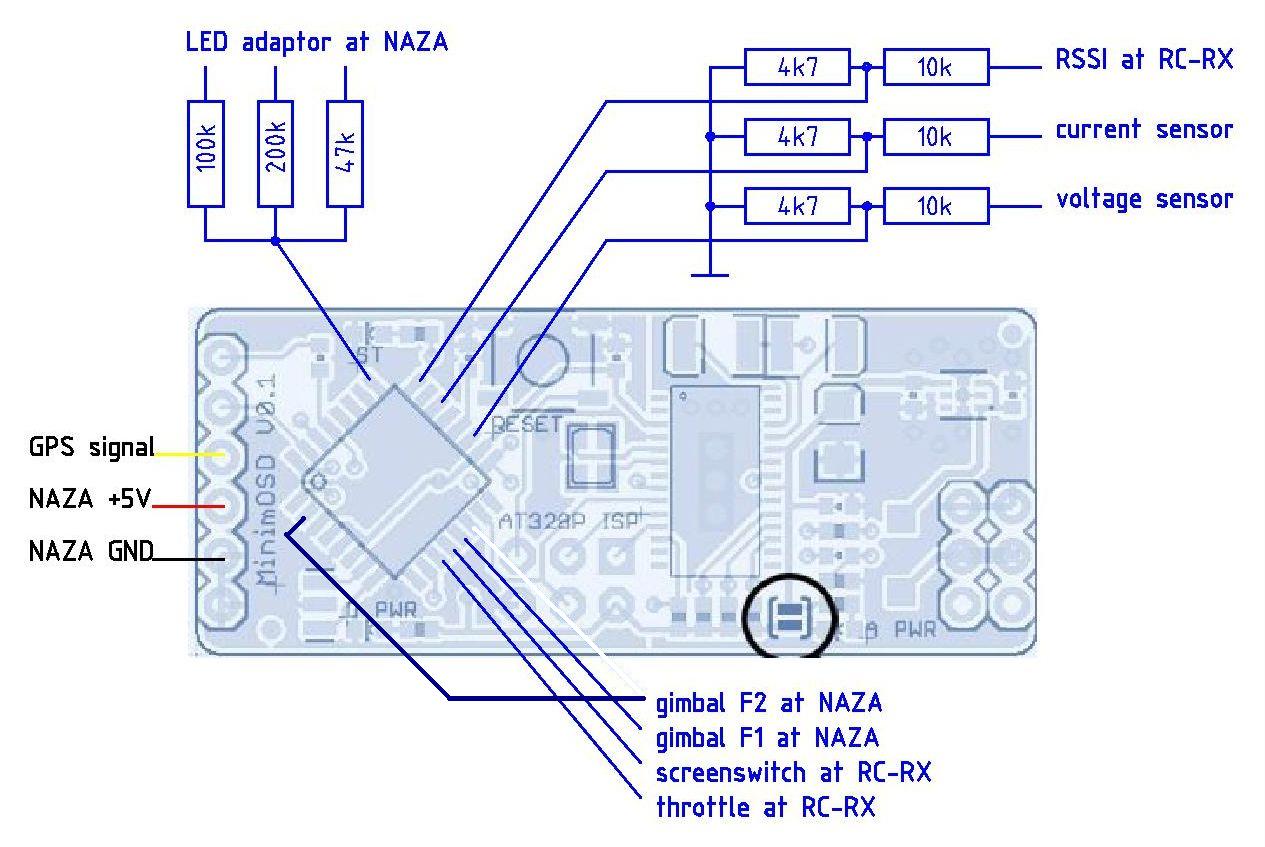 LED adaptor at NAZA
100k
200k
47k
4k7
10k
RSSI at RC-RX
4k7
10k
current sensor
4k7
10k
voltage sensor
ST
RESET
MinimOSD V0.1
GPS signal
NAZA +5V
NAZA GND
AT328P ISP
D PWR
A PWR
gimbal F2 at NAZA
gimbal F1 at NAZA
screenswitch at RC-RX
throttle at RC-RX